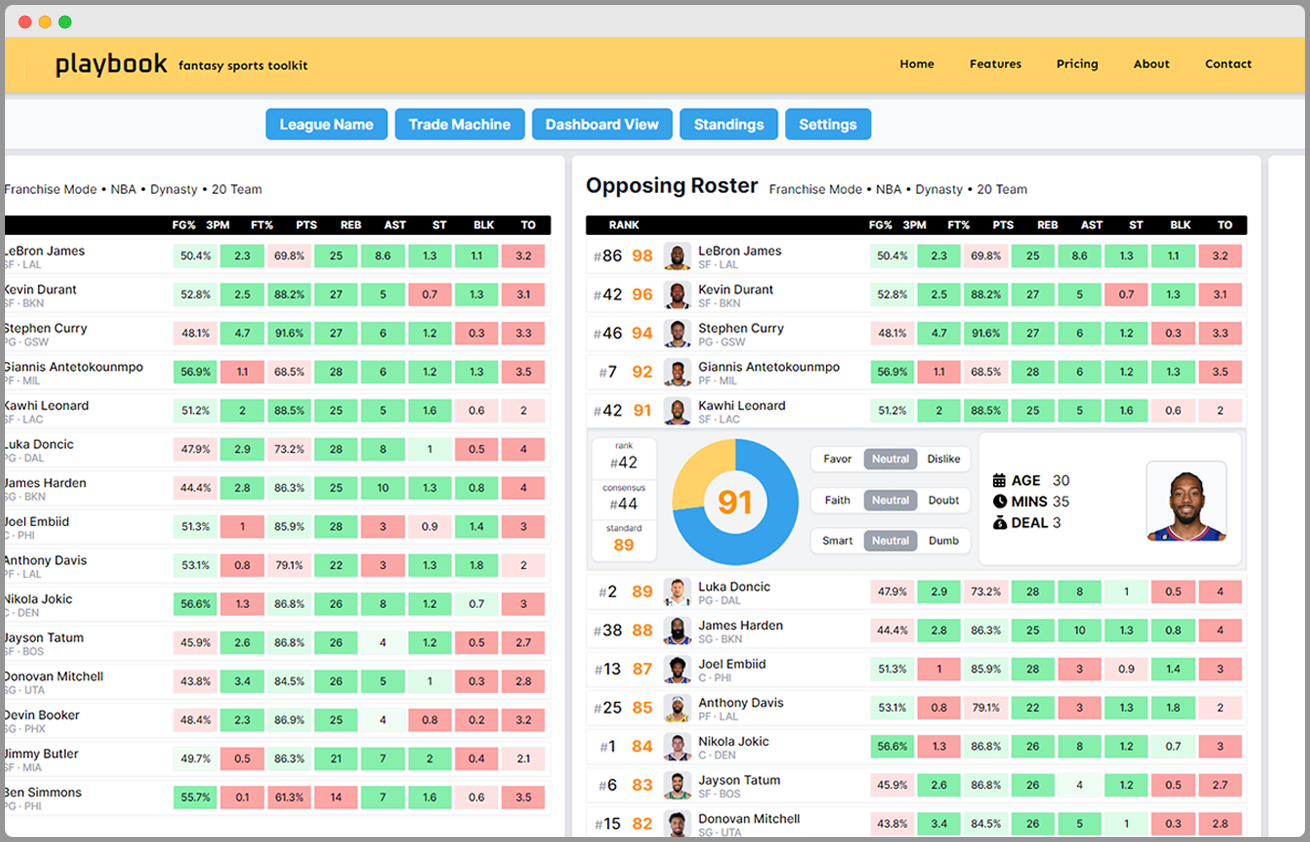 playbook fantasy sports toolkit
Home Features Pricing About Contact
League Name Trade Machine Dashboard View Standings Settings
Franchise Mode • NBA • Dynasty • 20 Team
FG% 3PM FT% PTS REB AST ST BLK TO
LeBron James 50.4% 2.3 69.8% 25 8.6 1.3 1.1 3.2
SF · LAL
Kevin Durant 52.8% 2.5 88.2% 27 5 0.7 1.3 3.1
SF · BKN
Stephen Curry 48.1% 4.7 91.6% 27 6 1.2 0.3 3.3
PG · GSW
Giannis Antetokounmpo 56.9% 1.1 68.5% 28 6 1.2 1.3 3.5
PF · MIL
Kawhi Leonard 51.2% 2 88.5% 25 5 1.6 0.6 2
SF · LAC
Luka Doncic 47.9% 2.9 73.2% 28 8 1 0.5 4
PG · DAL
James Harden 44.4% 2.8 86.3% 25 10 1.3 0.8 4
SG · BKN
Joel Embiid 51.3% 1 85.9% 28 3 0.9 1.4 3
C · PHI
Anthony Davis 53.1% 0.8 79.1% 22 3 1.3 1.8 2
PF · LAL
Nikola Jokic 56.6% 1.3 86.8% 26 8 1.2 0.7 3
C · DEN
Jayson Tatum 45.9% 2.6 86.8% 26 4 1.2 0.5 2.7
SF · BOS
Donovan Mitchell 43.8% 3.4 84.5% 26 5 1 0.3 2.8
SG · UTA
Devin Booker 48.4% 2.3 86.9% 25 4 0.8 0.2 3.2
SG · PHX
Jimmy Butler 49.7% 0.5 86.3% 21 7 2 0.4 2.1
SF · MIA
Ben Simmons 55.7% 0.1 61.3% 14 7 1.6 0.6 3.5
PG · PHI
Opposing Roster Franchise Mode • NBA • Dynasty • 20 Team
RANK FG% 3PM FT% PTS REB AST ST BLK TO
#86 98 LeBron James 50.4% 2.3 69.8% 25 8.6 1.3 1.1 3.2
SF · LAL
#42 96 Kevin Durant 52.8% 2.5 88.2% 27 5 0.7 1.3 3.1
SF · BKN
#46 94 Stephen Curry 48.1% 4.7 91.6% 27 6 1.2 0.3 3.3
PG · GSW
#7 92 Giannis Antetokounmpo 56.9% 1.1 68.5% 28 6 1.2 1.3 3.5
PF · MIL
#42 91 Kawhi Leonard 51.2% 2 88.5% 25 5 1.6 0.6 2
SF · LAC
rank
#42
consensus
#44
standard
89
91
Favor Neutral Dislike
Faith Neutral Doubt
Smart Neutral Dumb
AGE 30
MINS 35
DEAL 3
#2 89 Luka Doncic 47.9% 2.9 73.2% 28 8 1 0.5 4
PG · DAL
#38 88 James Harden 44.4% 2.8 86.3% 25 10 1.3 0.8 4
SG · BKN
#13 87 Joel Embiid 51.3% 1 85.9% 28 3 0.9 1.4 3
C · PHI
#25 85 Anthony Davis 53.1% 0.8 79.1% 22 3 1.3 1.8 2
PF · LAL
#1 84 Nikola Jokic 56.6% 1.3 86.8% 26 8 1.2 0.7 3
C · DEN
#6 83 Jayson Tatum 45.9% 2.6 86.8% 26 4 1.2 0.5 2.7
SF · BOS
#15 82 Donovan Mitchell 43.8% 3.4 84.5% 26 5 1 0.3 2.8
SG · UTA